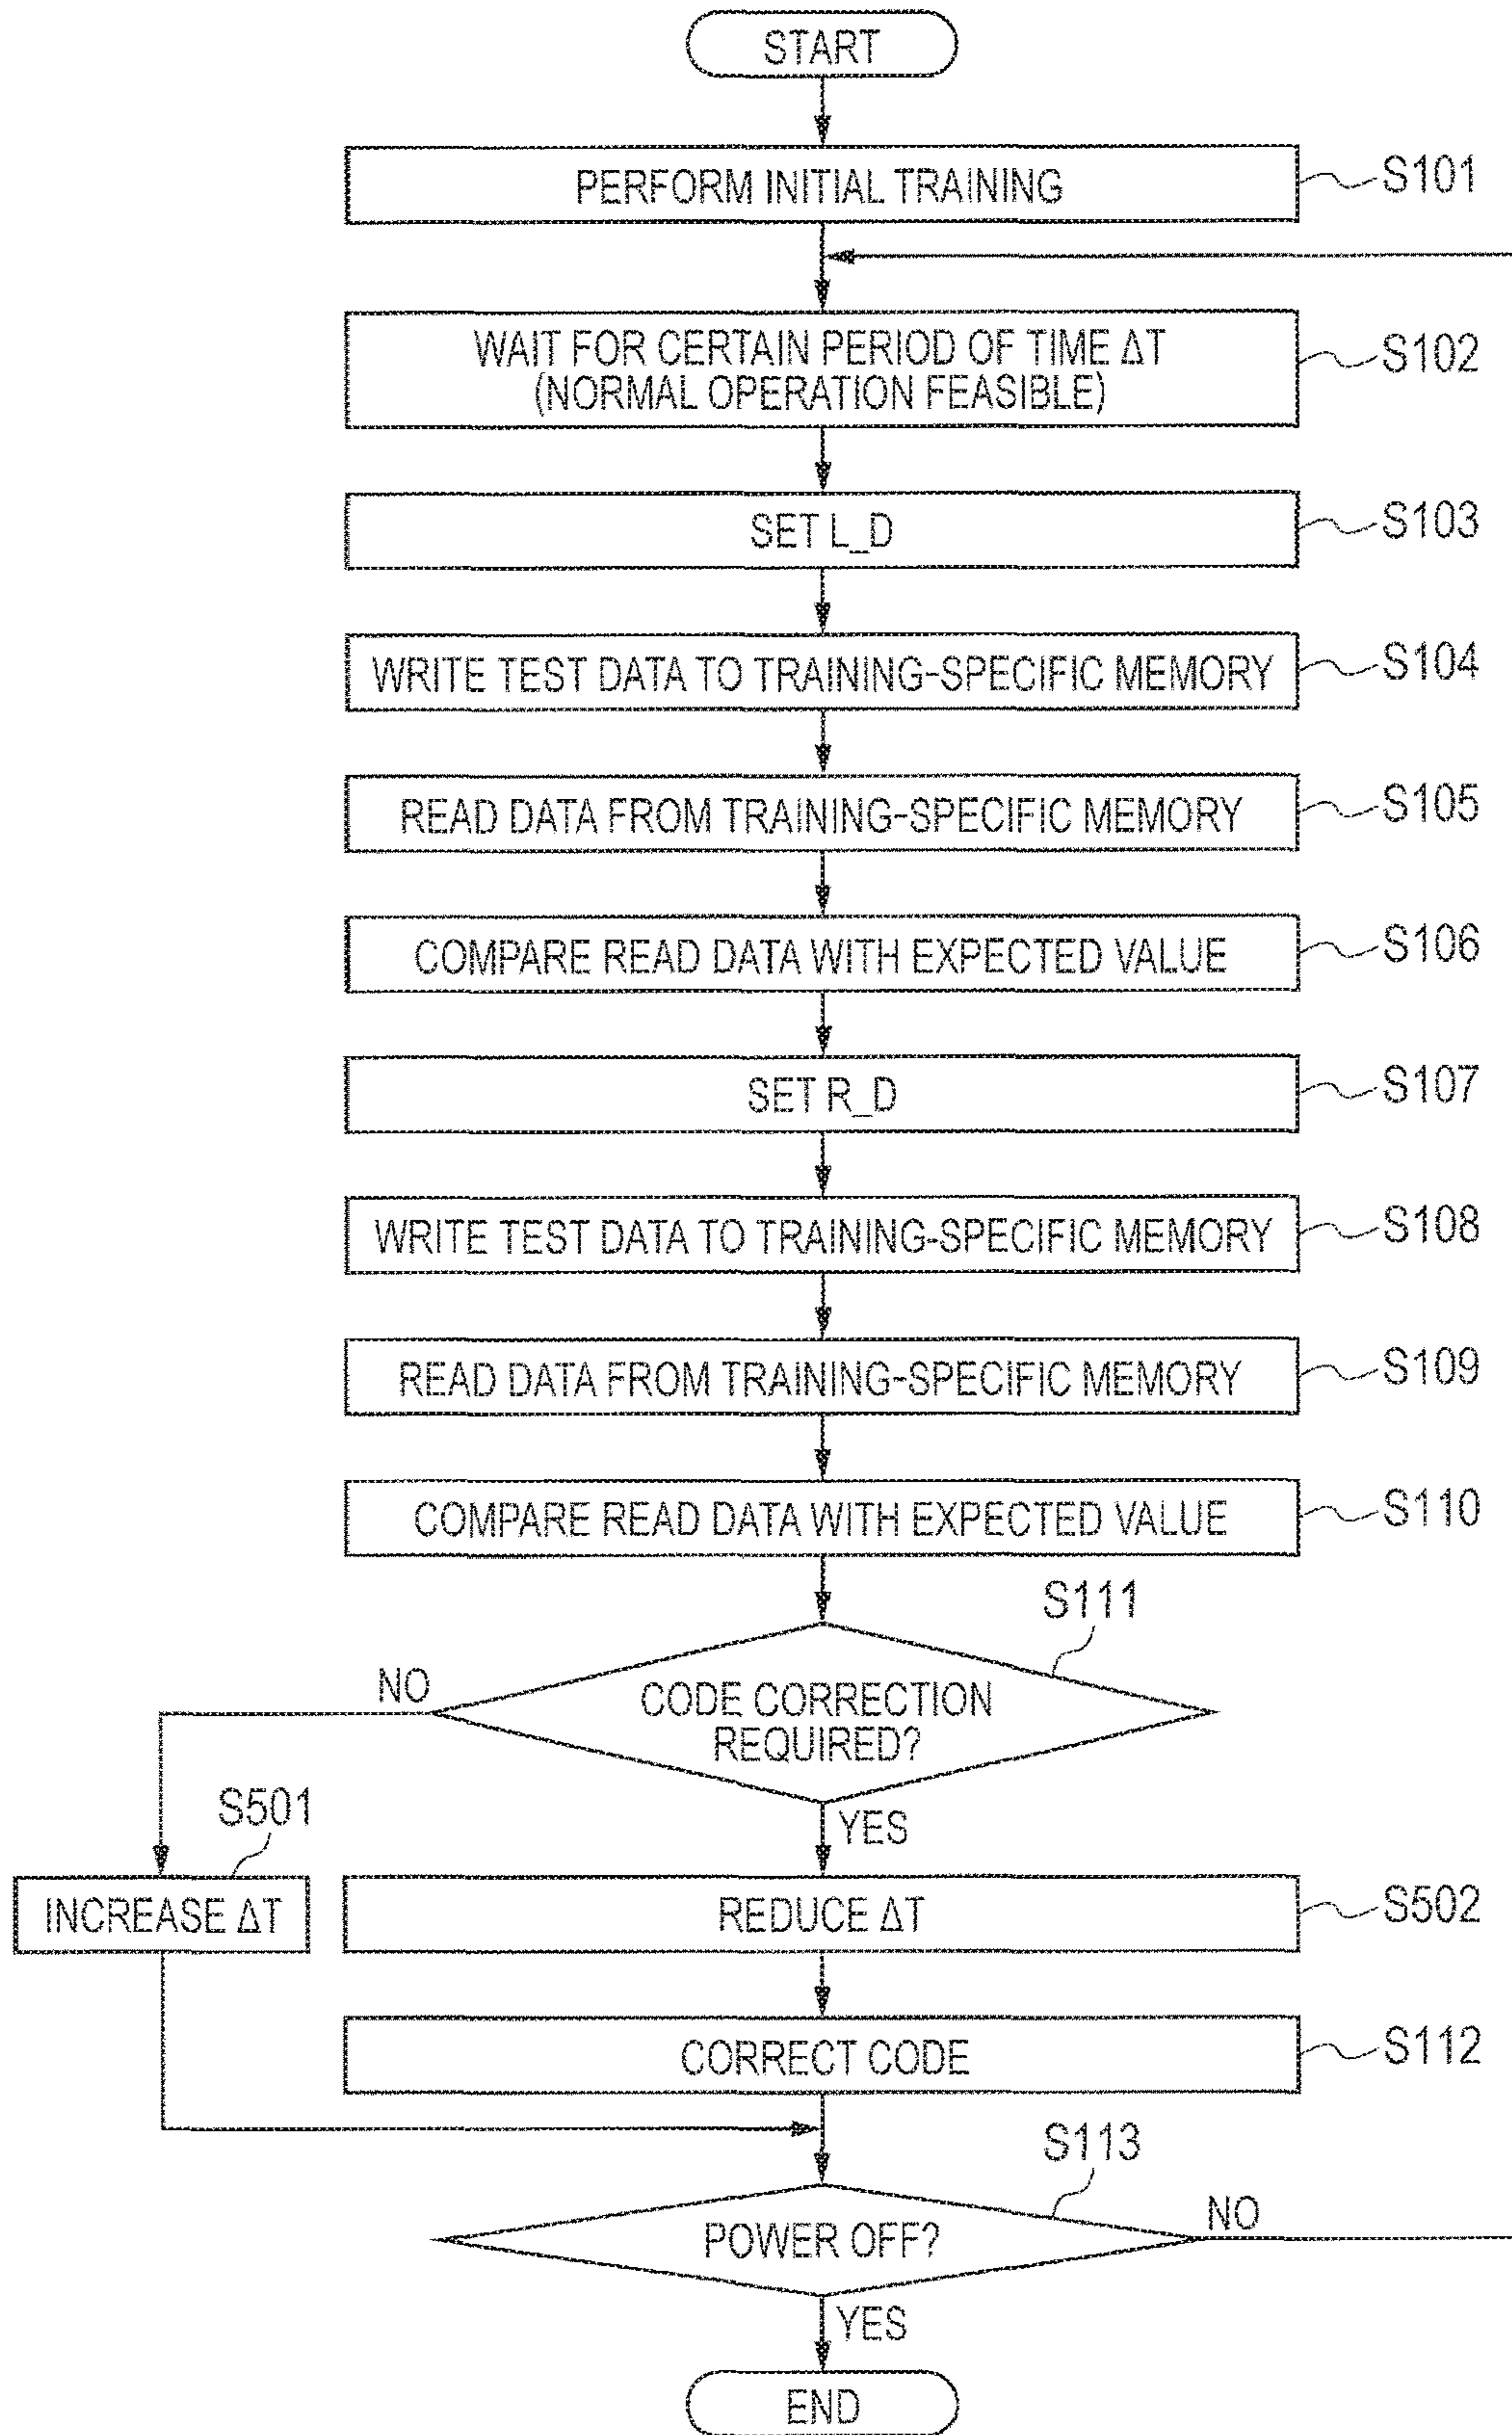 START
PERFORM INITIAL TRAINING
S101
WAIT FOR CERTAIN PERIOD OF TIME ΔT
(NORMAL OPERATION FEASIBLE)
S102
SET L_D
S103
WRITE TEST DATA TO TRAINING-SPECIFIC MEMORY
S104
READ DATA FROM TRAINING-SPECIFIC MEMORY
S105
COMPARE READ DATA WITH EXPECTED VALUE
S106
SET R_D
S107
WRITE TEST DATA TO TRAINING-SPECIFIC MEMORY
S108
READ DATA FROM TRAINING-SPECIFIC MEMORY
S109
COMPARE READ DATA WITH EXPECTED VALUE
S110
S111
NO
CODE CORRECTION
REQUIRED?
S501
YES
INCREASE ΔT
REDUCE ΔT
S502
CORRECT CODE
S112
S113
POWER OFF?
NO
YES
END